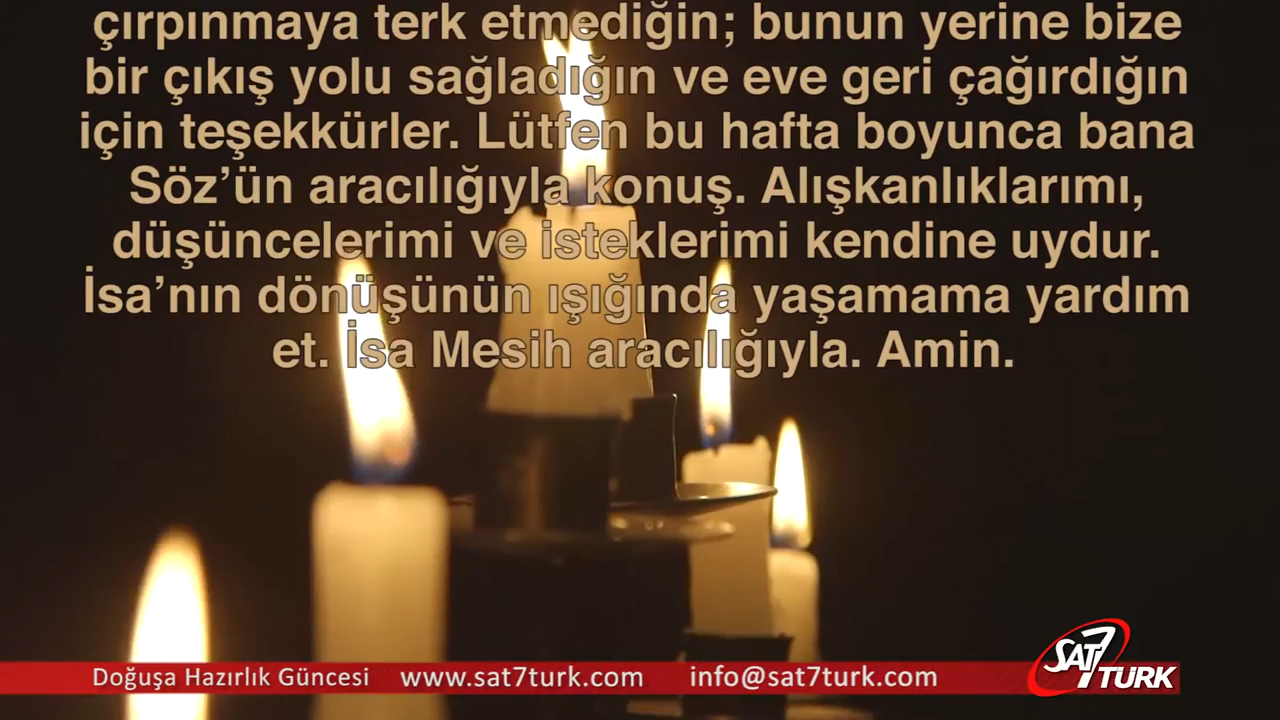 çırpınmaya terk etmediğin; bunun yerine bize
bir çıkış yolu sağladığın ve eve geri çağırdığın
için teşekkürler. Lütfen bu hafta boyunca bana
Söz’ün aracılığıyla konuş. Alışkanlıklarımı,
düşüncelerimi ve isteklerimi kendine uydur.
İsa’nın dönüşünün ışığında yaşamama yardım
et. İsa Mesih aracılığıyla. Amin.
Doğuşa Hazırlık Güncesi www.sat7turk.com info@sat7turk.com
SAT7TURK